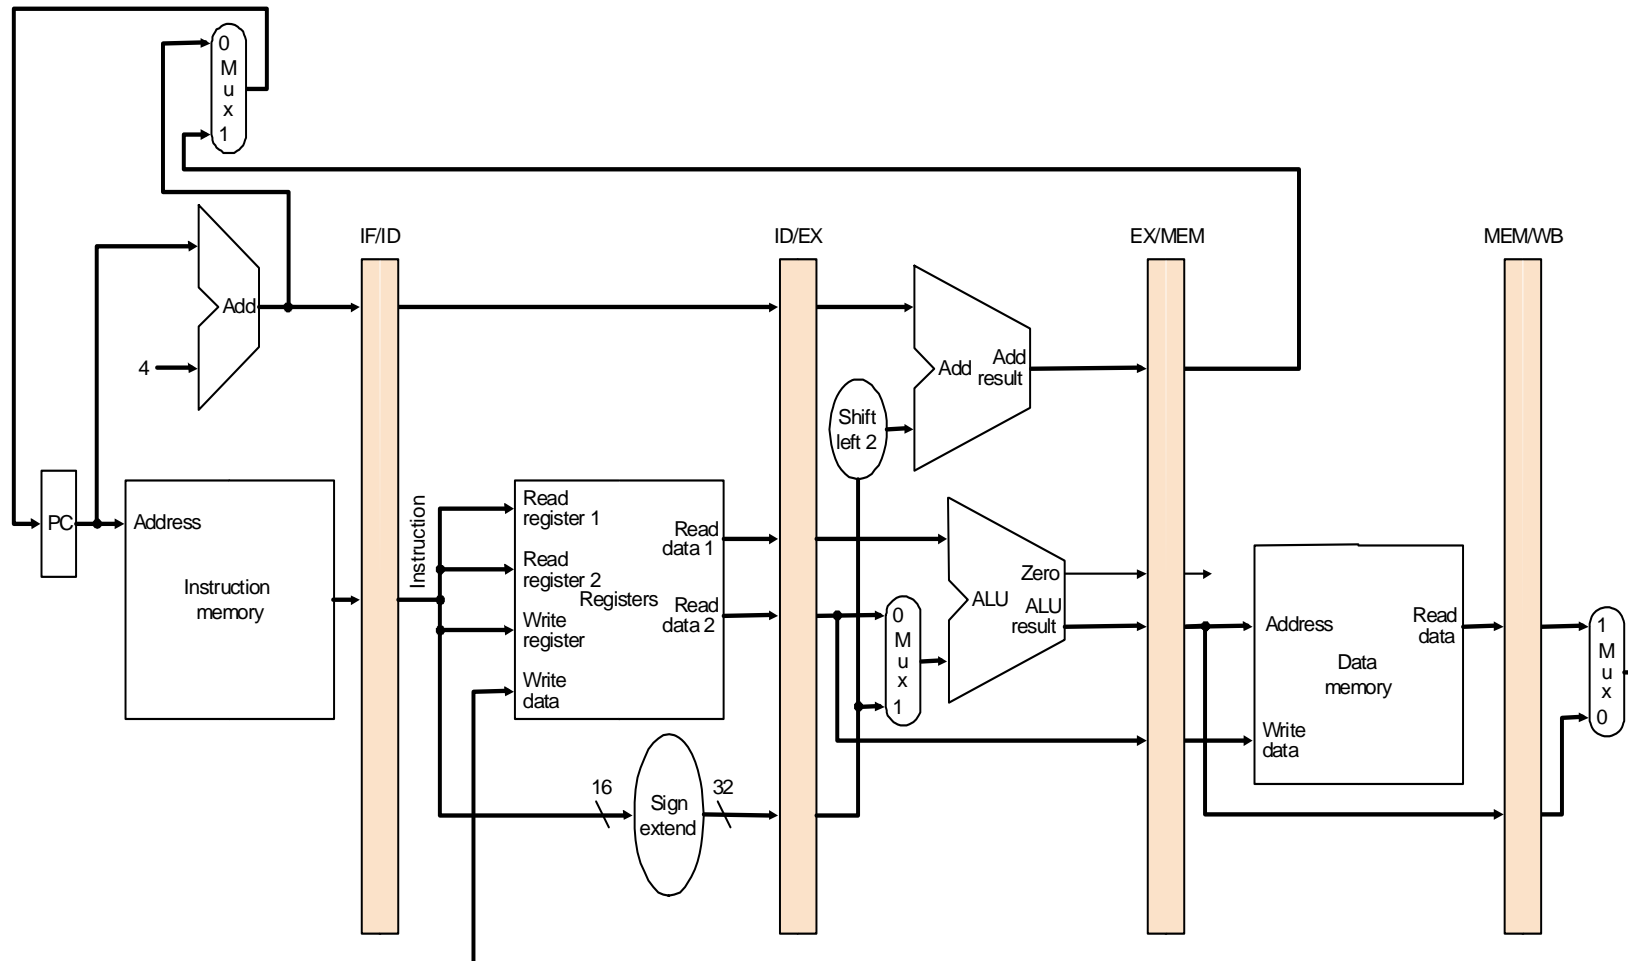 0
M
u
x
1
IF/ID
ID/EX
EX/MEM
MEM/WB
Add
4
Add
Add
result
Shift
left 2
PC
Address
Instruction
memory
Instruction
Read
register 1
Read
register 2
Registers
Write
register
Write
data
Read
data 1
Read
data 2
16
Sign
extend
32
0
M
u
x
1
Zero
ALU
ALU
result
Address
Read
data
Data
memory
Write
data
1
M
u
x
0